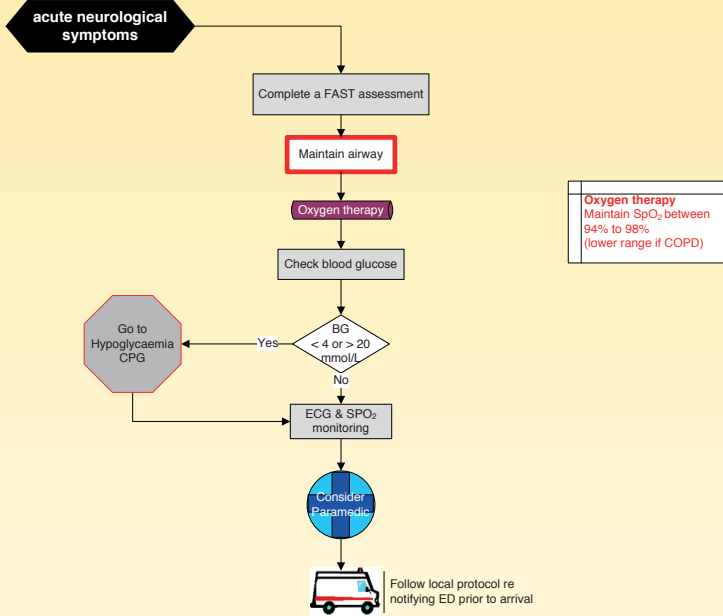 acute neurological
symptoms
Complete a FAST assessment
Maintain airway
Oxygen therapy
Oxygen therapy
Maintain SpO₂ between
94% to 98%
(lower range if COPD)
Check blood glucose
BG
< 4 or > 20
mmol/L
Yes
No
Go to
Hypoglycaemia
CPG
ECG & SPO₂
monitoring
Consider
Paramedic
Follow local protocol re
notifying ED prior to arrival